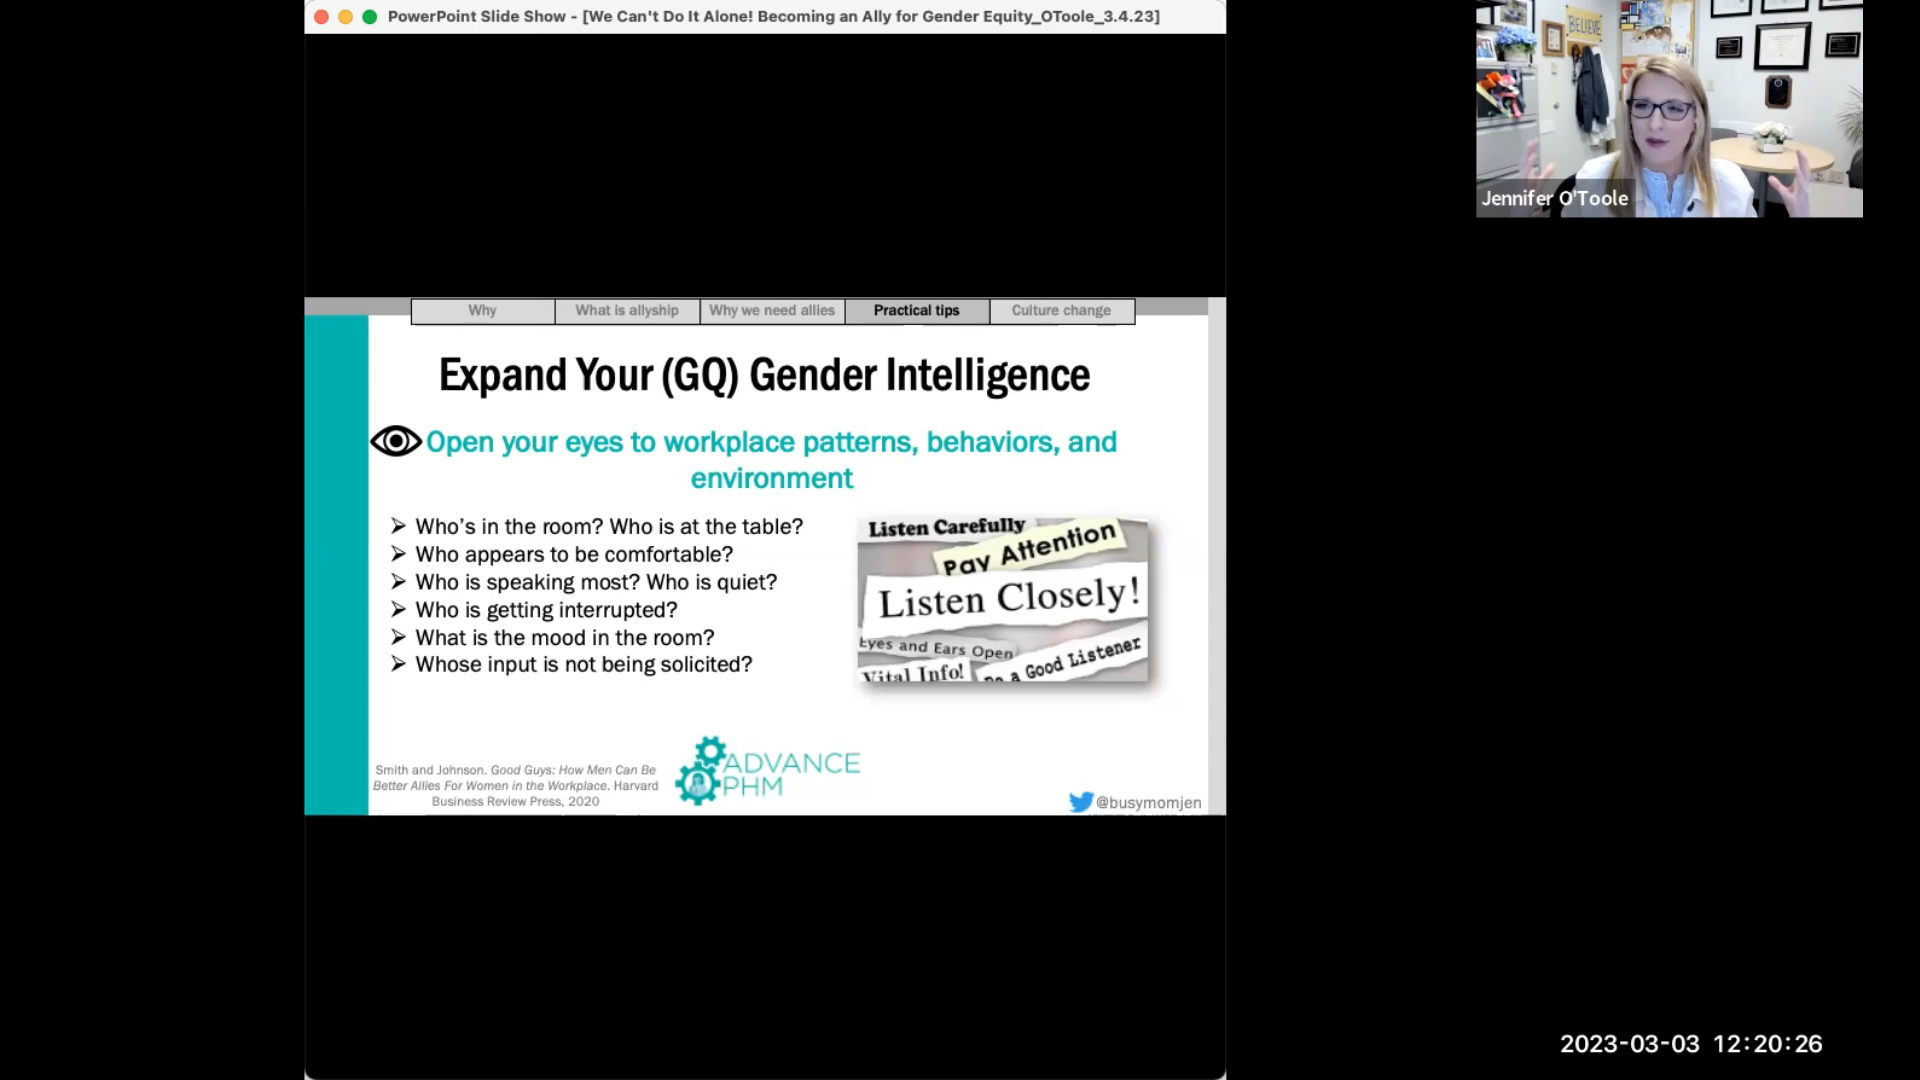 PowerPoint Slide Show - [We Can't Do It Alone! Becoming an Ally for Gender Equity_OToole_3.4.23]
BELIEVE
Jennifer O'Toole
Why
What is allyship
Why we need allies
Practical tips
Culture change
Expand Your (GQ) Gender Intelligence
Open your eyes to workplace patterns, behaviors, and
environment
➢ Who's in the room? Who is at the table?
➢ Who appears to be comfortable?
➢ Who is speaking most? Who is quiet?
➢ Who is getting interrupted?
➢ What is the mood in the room?
➢ Whose input is not being solicited?
Listen Carefully
Pay Attention
Listen Closely!
Eyes and Ears Open
Vital Info!
Be a Good Listener
Smith and Johnson. Good Guys: How Men Can Be
Better Allies For Women in the Workplace. Harvard
Business Review Press, 2020
ADVANCE
PHM
@busymomjen
2023-03-03 12:20:26